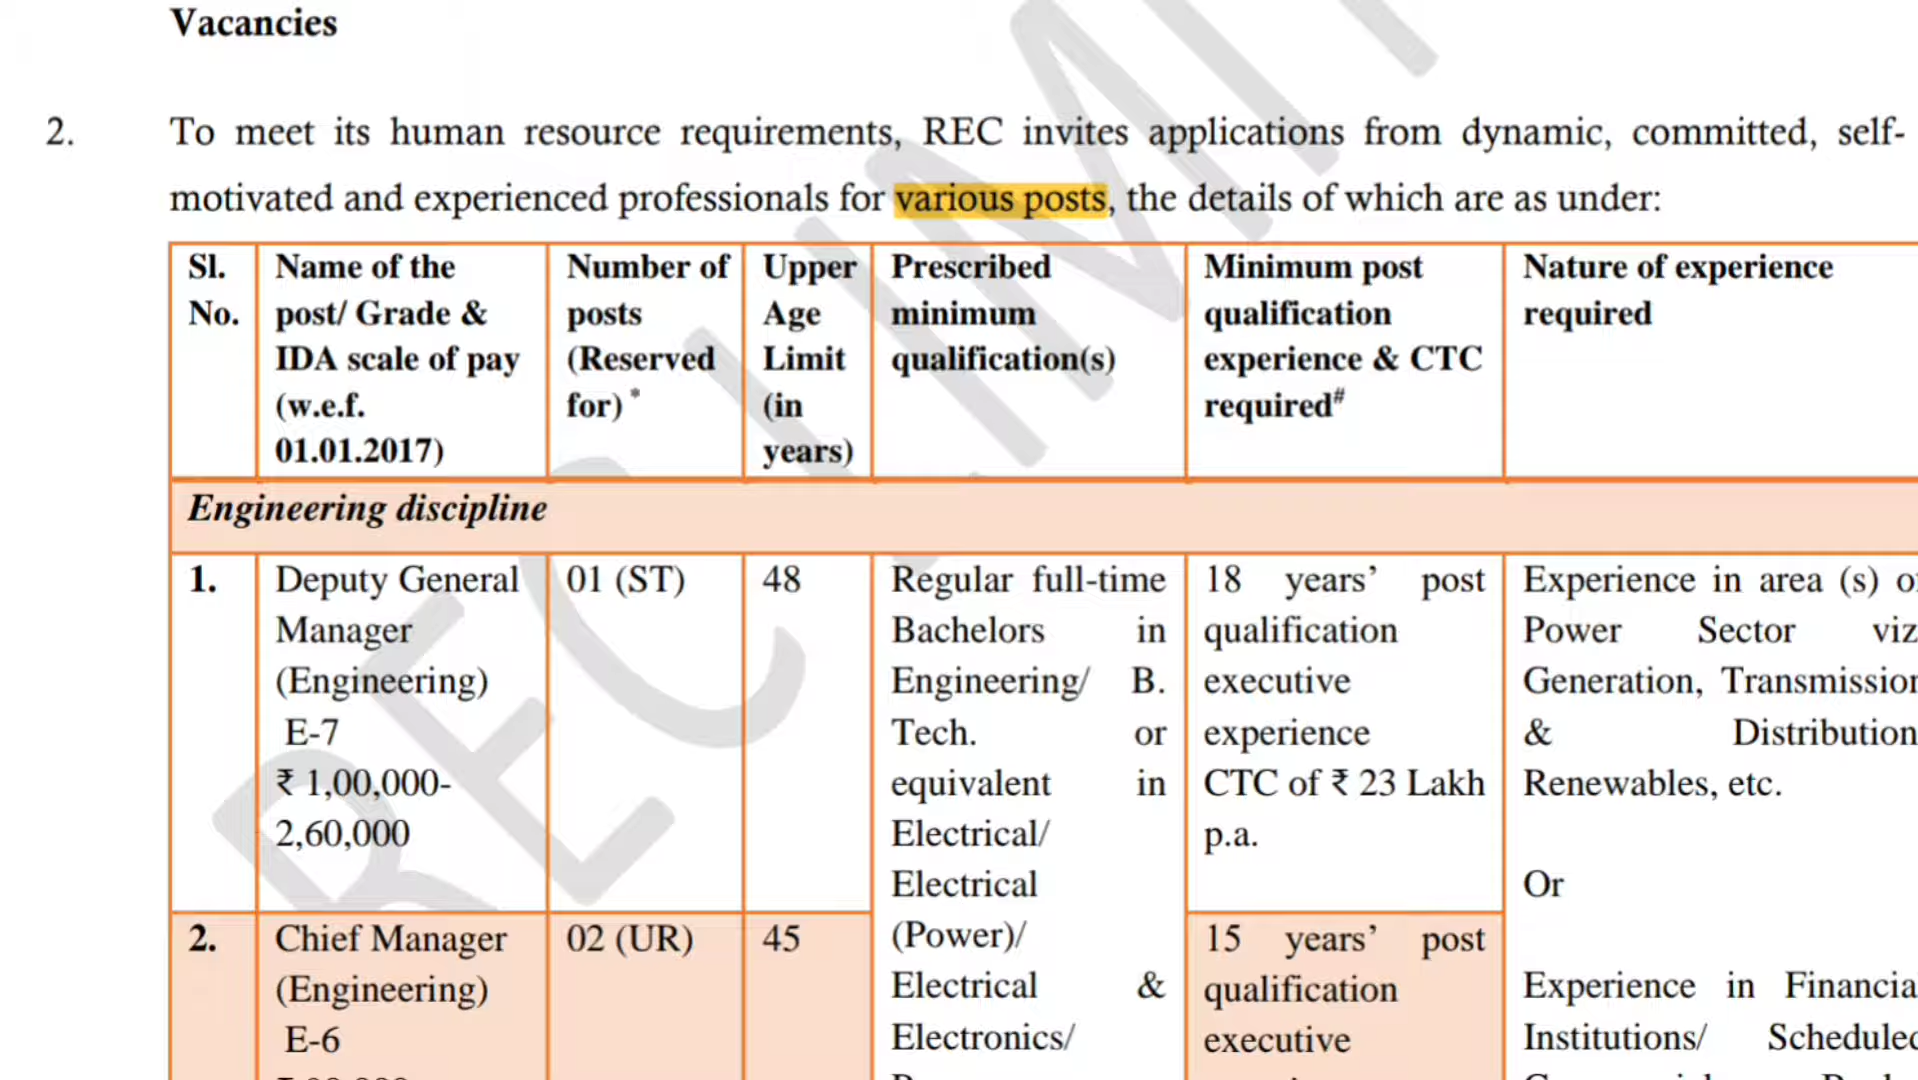 Vacancies
2. To meet its human resource requirements, REC invites applications from dynamic, committed, self-
motivated and experienced professionals for various posts, the details of which are as under:
Sl.
No.
Name of the
post/ Grade &
IDA scale of pay
(w.e.f.
01.01.2017)
Number of
posts
(Reserved
for) *
Upper
Age
Limit
(in
years)
Prescribed
minimum
qualification(s)
Minimum post
qualification
experience & CTC
required#
Nature of experience
required
Engineering discipline
1.
Deputy General
Manager
(Engineering)
E-7
₹ 1,00,000-
2,60,000
01 (ST)
48
Regular full-time
Bachelors in
Engineering/ B.
Tech. or
equivalent in
Electrical/
Electrical
(Power)/
Electrical &
Electronics/
18 years' post
qualification
executive
experience
CTC of ₹ 23 Lakh
p.a.
Experience in area (s)
Power Sector viz
Generation, Transmission
& Distribution
Renewables, etc.
Or
Experience in Financia
Institutions/ Scheduled
2.
Chief Manager
(Engineering)
E-6
02 (UR)
45
15 years' post
qualification
executive
REC LIMI